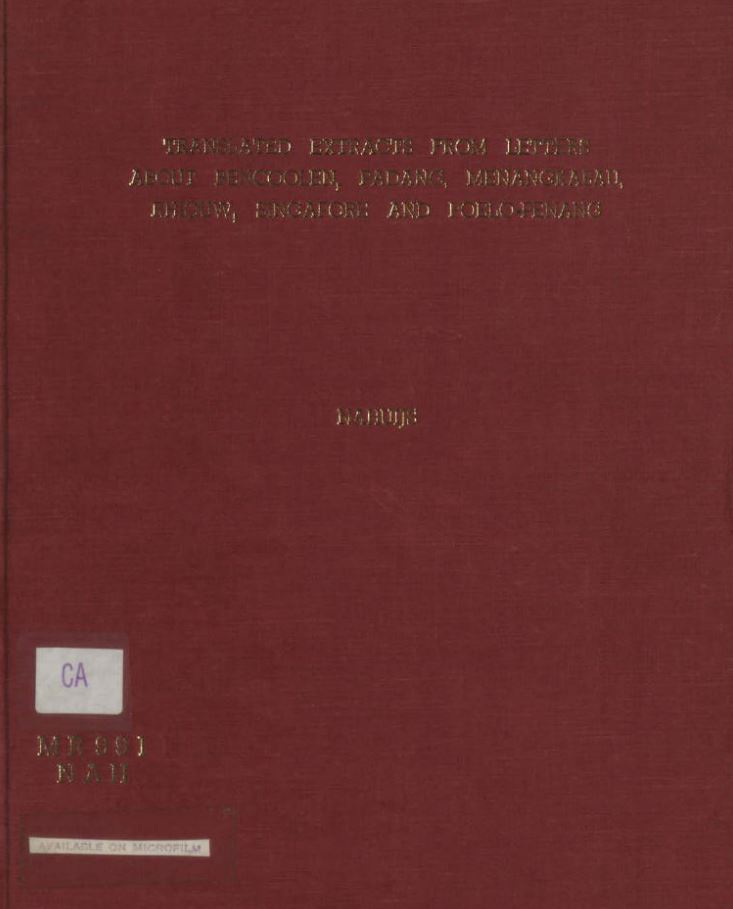 TRANSLATED EXTRACTS FROM LETTERS
ABOUT BENCOOLEN, PADANG, MENANGKABAU,
RHIOUW, SINGAPORE AND POELO-PENANG
NAHUIJS
CA
MR 991
NAH
AVAILABLE ON MICROFILM